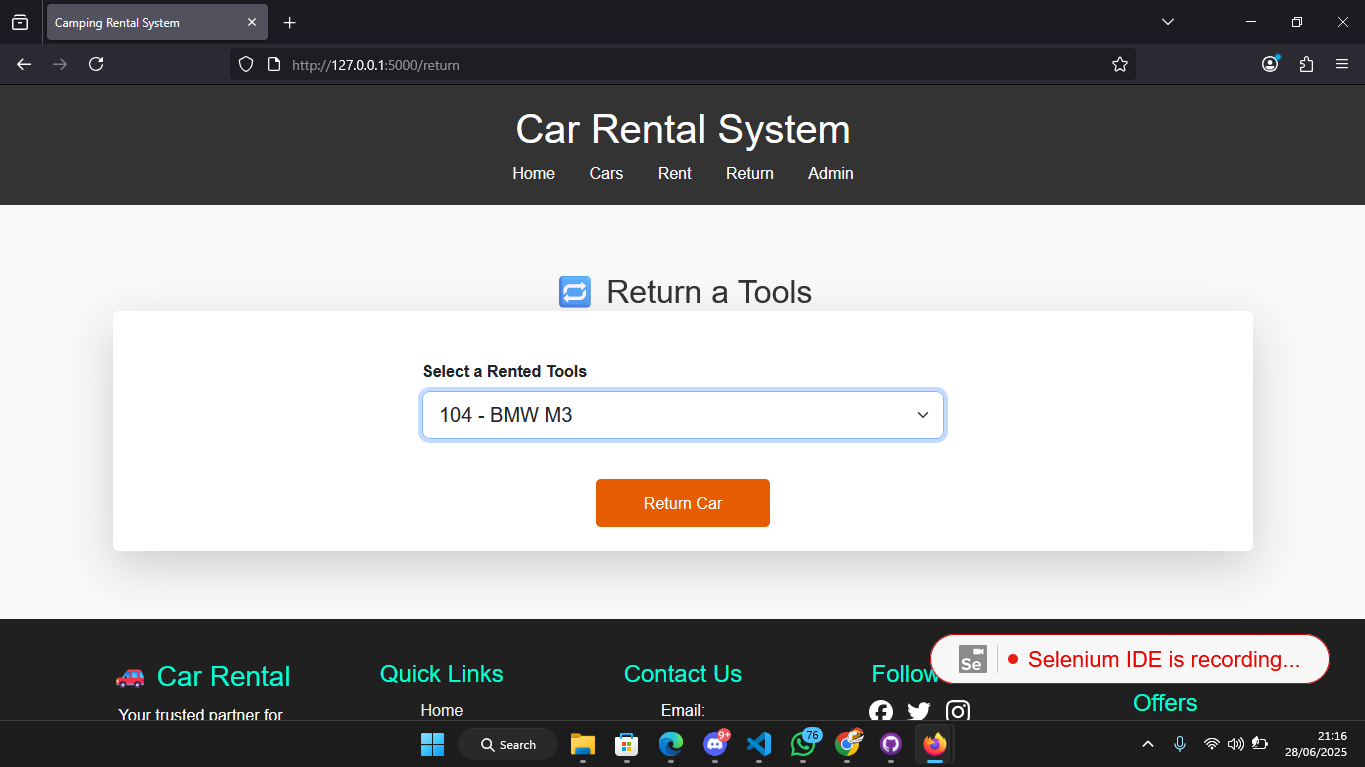 Camping Rental System
http://127.0.0.1:5000/return
Car Rental System
Home Cars Rent Return Admin
Return a Tools
Select a Rented Tools
104 - BMW M3
Return Car
Car Rental
Your trusted partner for
Quick Links
Home
Contact Us
Email:
Follow
Offers
Se
Selenium IDE is recording...
Search
9+
76
21:16
28/06/2025